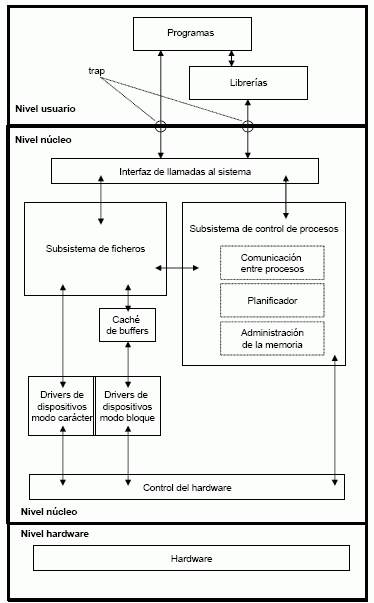 Programas
trap
Librerías
Nivel usuario
Nivel núcleo
Interfaz de llamadas al sistema
Subsistema de ficheros
Subsistema de control de procesos
Comunicación
entre procesos
Planificador
Administración
de la memoria
Caché
de buffers
Drivers de
dispositivos
modo carácter
Drivers de
dispositivos
modo bloque
Control del hardware
Nivel núcleo
Nivel hardware
Hardware